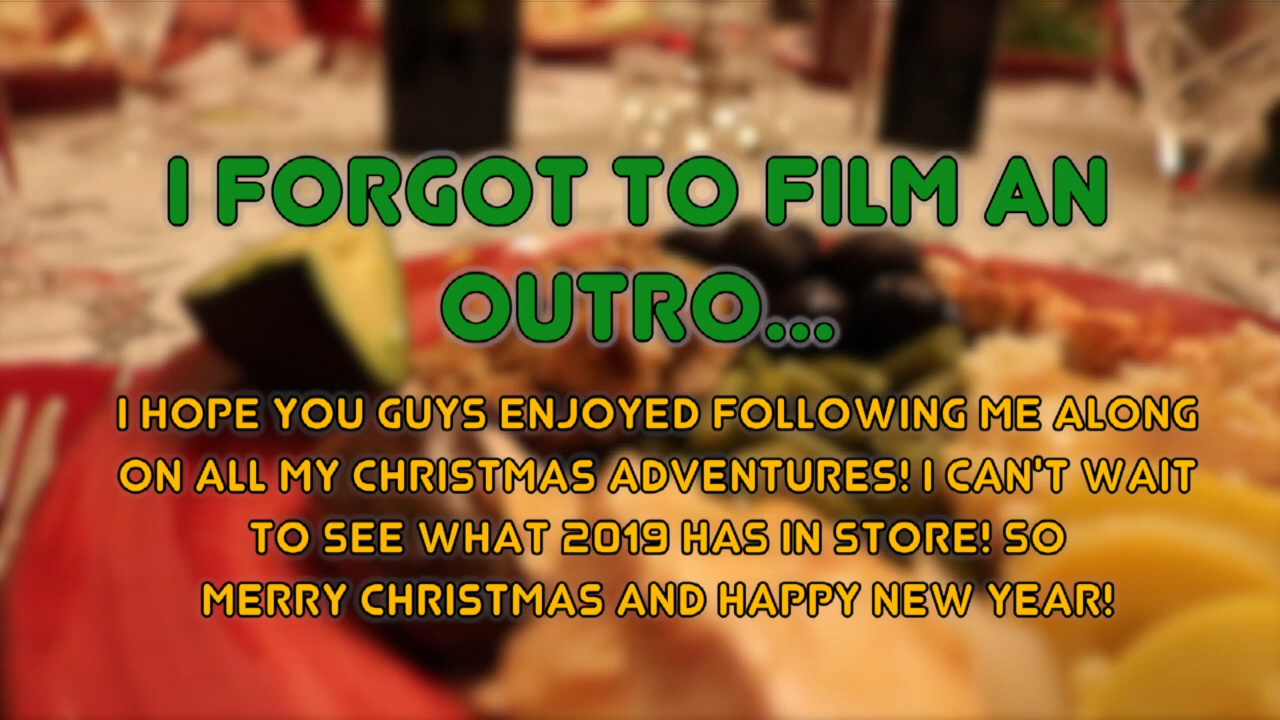 I FORGOT TO FILM AN
OUTRO...
I HOPE YOU GUYS ENJOYED FOLLOWING ME ALONG
ON ALL MY CHRISTMAS ADVENTURES! I CAN'T WAIT
TO SEE WHAT 2019 HAS IN STORE! SO
MERRY CHRISTMAS AND HAPPY NEW YEAR!